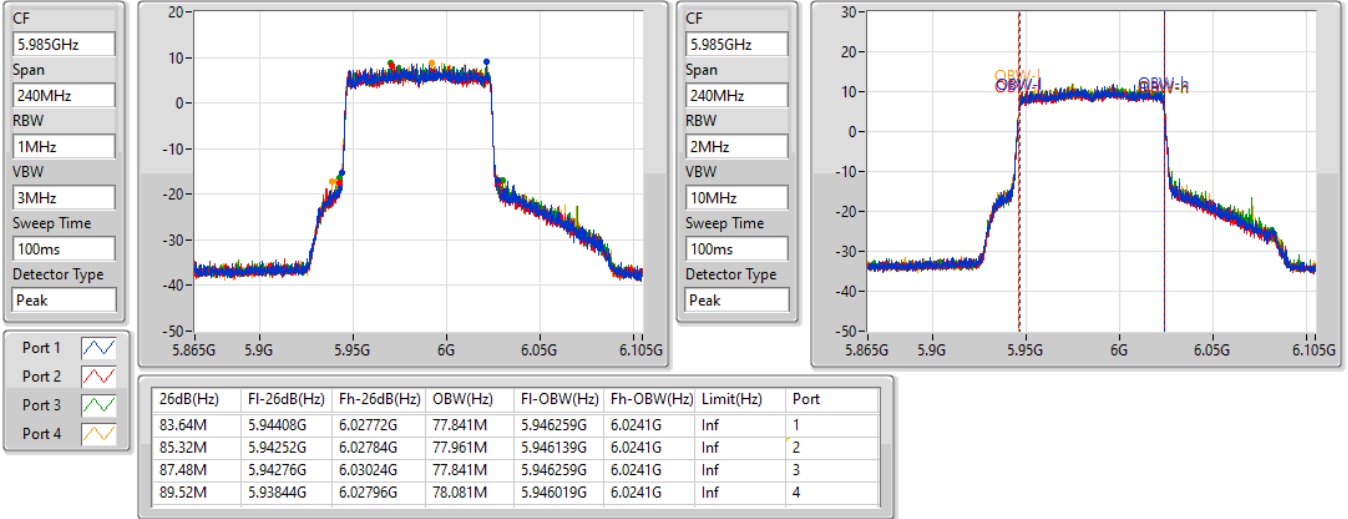 CF
5.985GHz
Span
240MHz
RBW
1MHz
VBW
3MHz
Sweep Time
100ms
Detector Type
Peak
20
10
0
-10
-20
-30
-40
-50
5.865G 5.9G 5.95G 6G 6.05G 6.105G
CF
5.985GHz
Span
240MHz
RBW
2MHz
VBW
10MHz
Sweep Time
100ms
Detector Type
Peak
30
20
10
0
-10
-20
-30
-40
-50
OBW-l
OBW-l OBW-h
5.865G 5.9G 5.95G 6G 6.05G 6.105G
Port 1
Port 2
Port 3
Port 4
26dB(Hz) Fl-26dB(Hz) Fh-26dB(Hz) OBW(Hz) Fl-OBW(Hz) Fh-OBW(Hz) Limit(Hz) Port
83.64M 5.94408G 6.02772G 77.841M 5.946259G 6.0241G Inf 1
85.32M 5.94252G 6.02784G 77.961M 5.946139G 6.0241G Inf 2
87.48M 5.94276G 6.03024G 77.841M 5.946259G 6.0241G Inf 3
89.52M 5.93844G 6.02796G 78.081M 5.946019G 6.0241G Inf 4